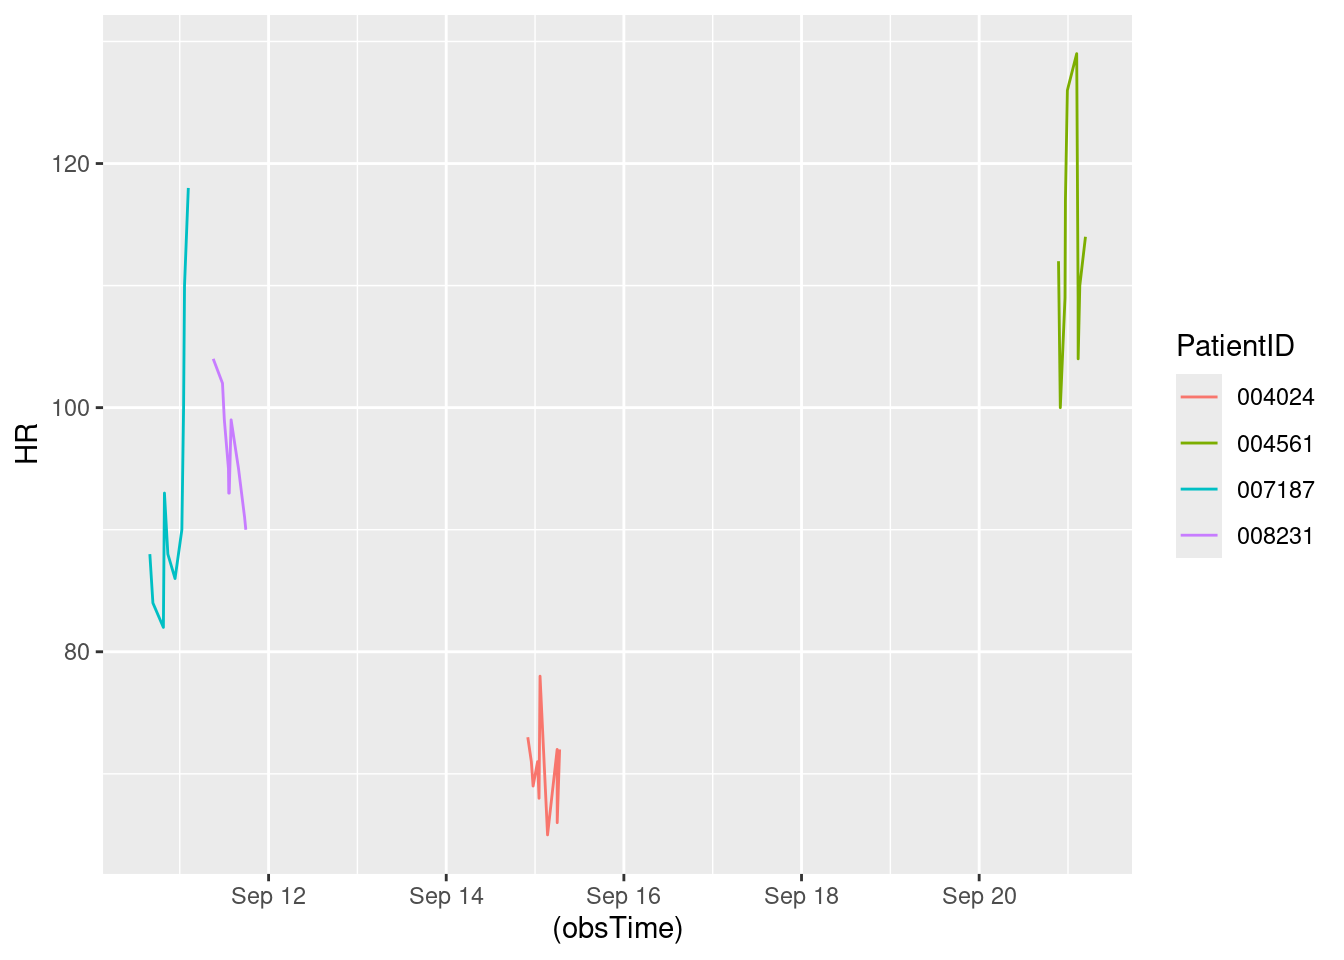 120
100
80
HR
Sep 12
Sep 14
Sep 16
Sep 18
Sep 20
(obsTime)
PatientID
004024
004561
007187
008231